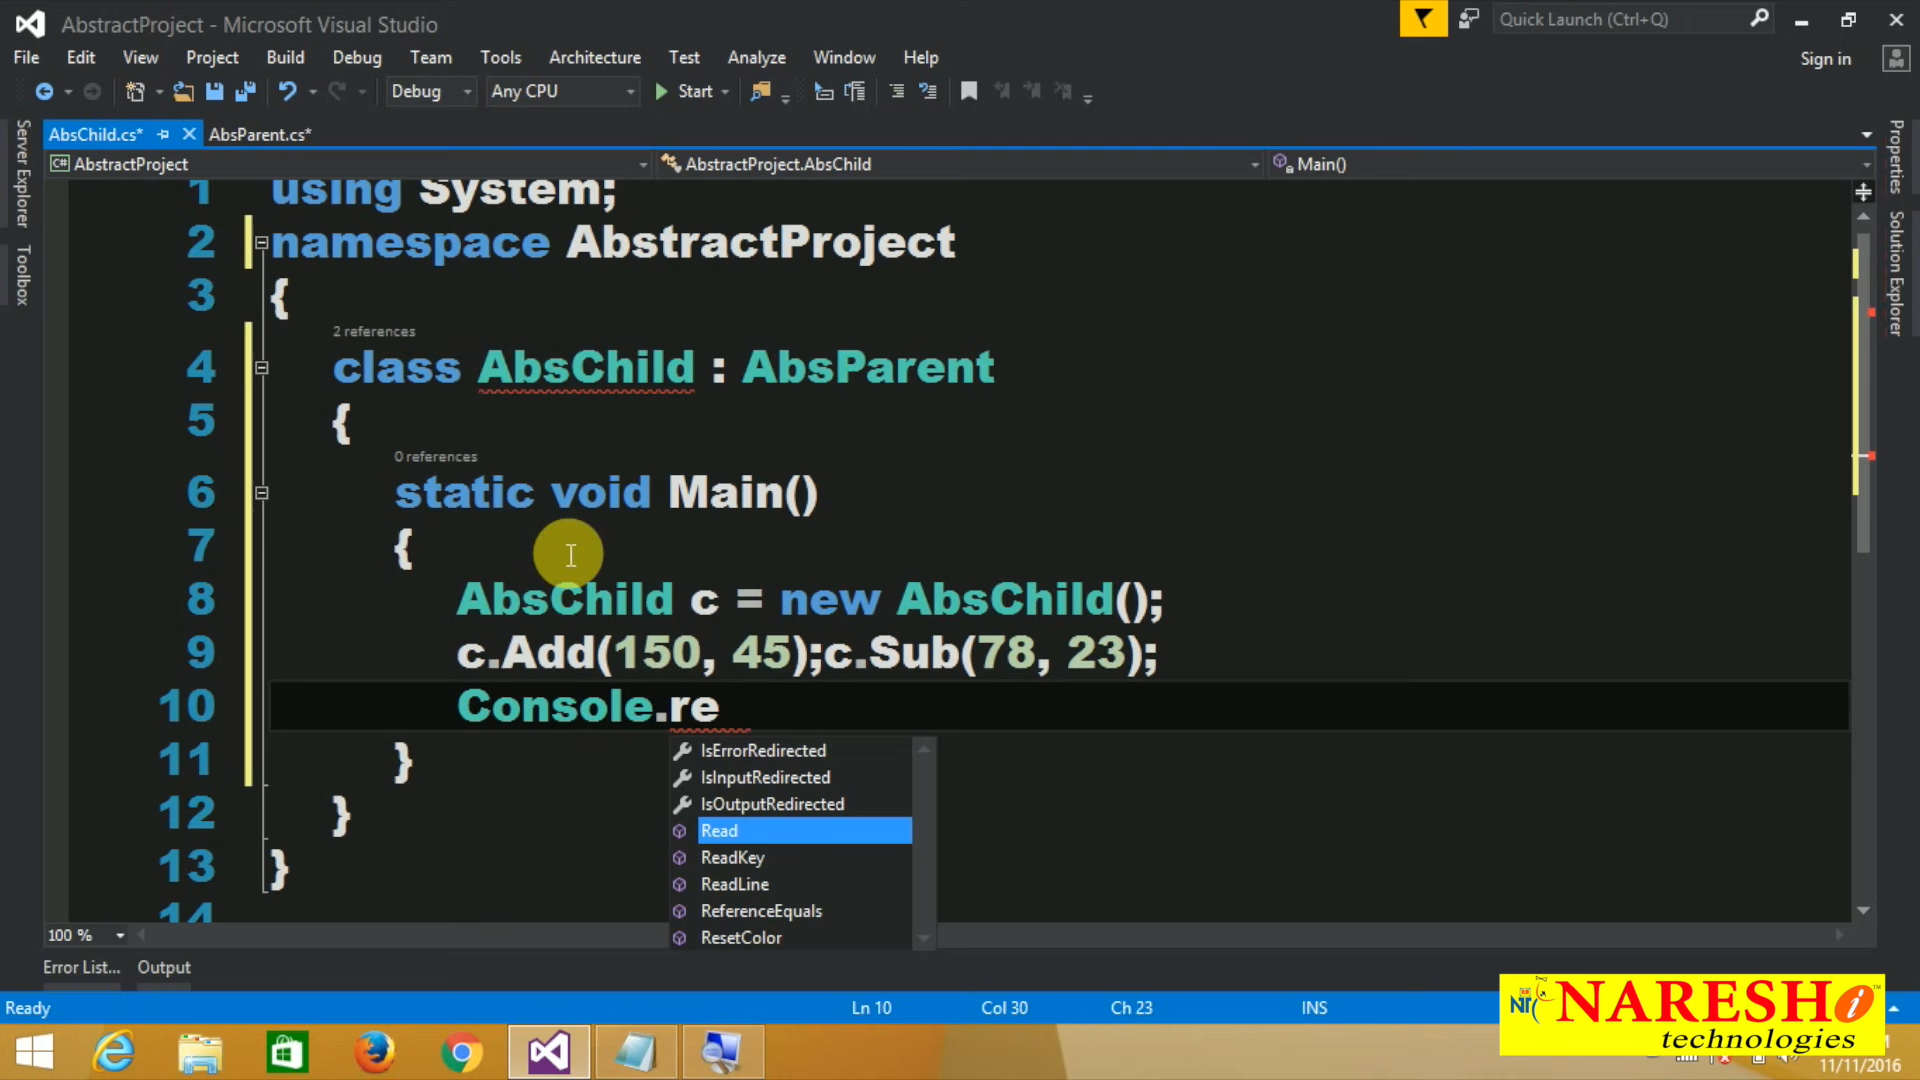 AbstractProject - Microsoft Visual Studio
Quick Launch (Ctrl+Q)
File Edit View Project Build Debug Team Tools Architecture Test Analyze Window Help
Sign in
Debug Any CPU Start
AbsChild.cs* AbsParent.cs*
C# AbstractProject AbstractProject.AbsChild Main()
Server Explorer
Toolbox
Properties
Solution Explorer
1 using System;
2 namespace AbstractProject
3 {
2 references
4 class AbsChild : AbsParent
5 {
0 references
6 static void Main()
7 {
8 AbsChild c = new AbsChild();
9 c.Add(150, 45);c.Sub(78, 23);
10 Console.re
IsErrorRedirected
IsInputRedirected
IsOutputRedirected
Read
ReadKey
ReadLine
ReferenceEquals
ResetColor
11 }
12 }
13 }
14
100 %
Error List... Output
Ready Ln 10 Col 30 Ch 23 INS
NARESH i
technologies
11/11/2016